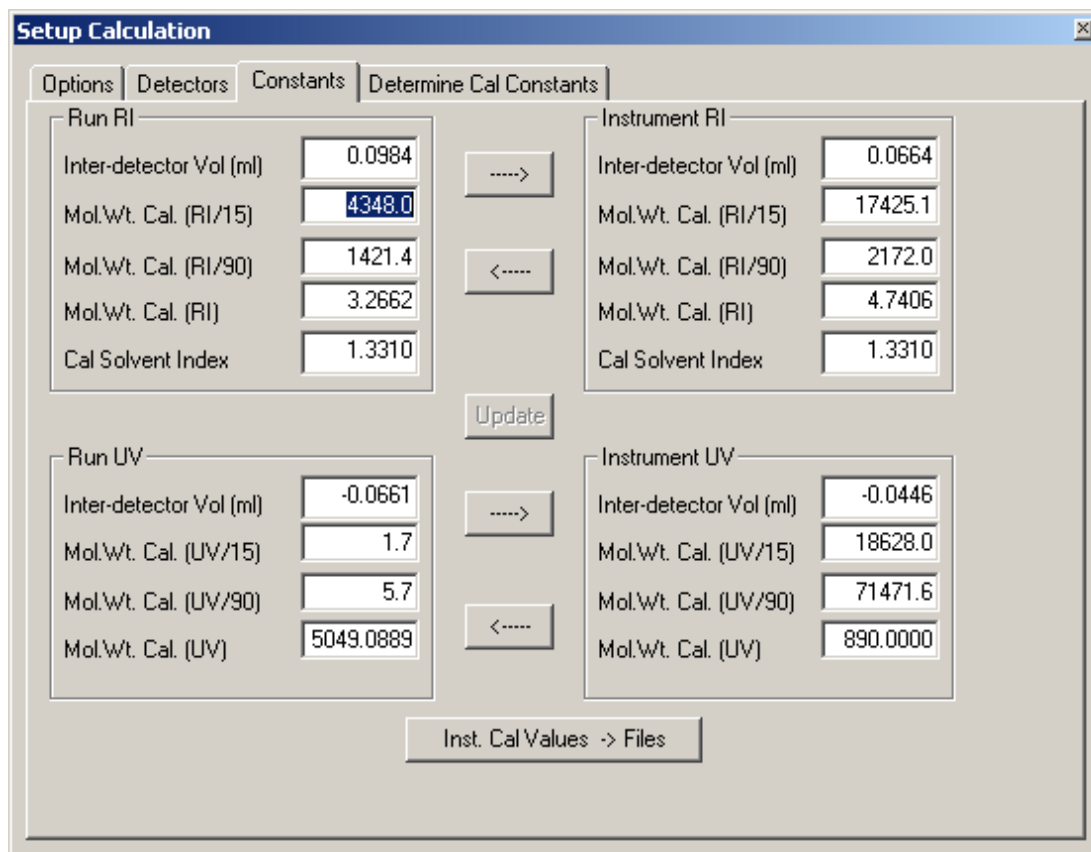 Setup Calculation
Options Detectors Constants Determine Cal Constants
Run RI
Inter-detector Vol (ml) 0.0984
Mol.Wt. Cal. (RI/15) 4348.0
Mol.Wt. Cal. (RI/90) 1421.4
Mol.Wt. Cal. (RI) 3.2662
Cal Solvent Index 1.3310
----->
<-----
Instrument RI
Inter-detector Vol (ml) 0.0664
Mol.Wt. Cal. (RI/15) 17425.1
Mol.Wt. Cal. (RI/90) 2172.0
Mol.Wt. Cal. (RI) 4.7406
Cal Solvent Index 1.3310
Update
Run UV
Inter-detector Vol (ml) -0.0661
Mol.Wt. Cal. (UV/15) 1.7
Mol.Wt. Cal. (UV/90) 5.7
Mol.Wt. Cal. (UV) 5049.0889
----->
<-----
Instrument UV
Inter-detector Vol (ml) -0.0446
Mol.Wt. Cal. (UV/15) 18628.0
Mol.Wt. Cal. (UV/90) 71471.6
Mol.Wt. Cal. (UV) 890.0000
Inst. Cal Values -> Files